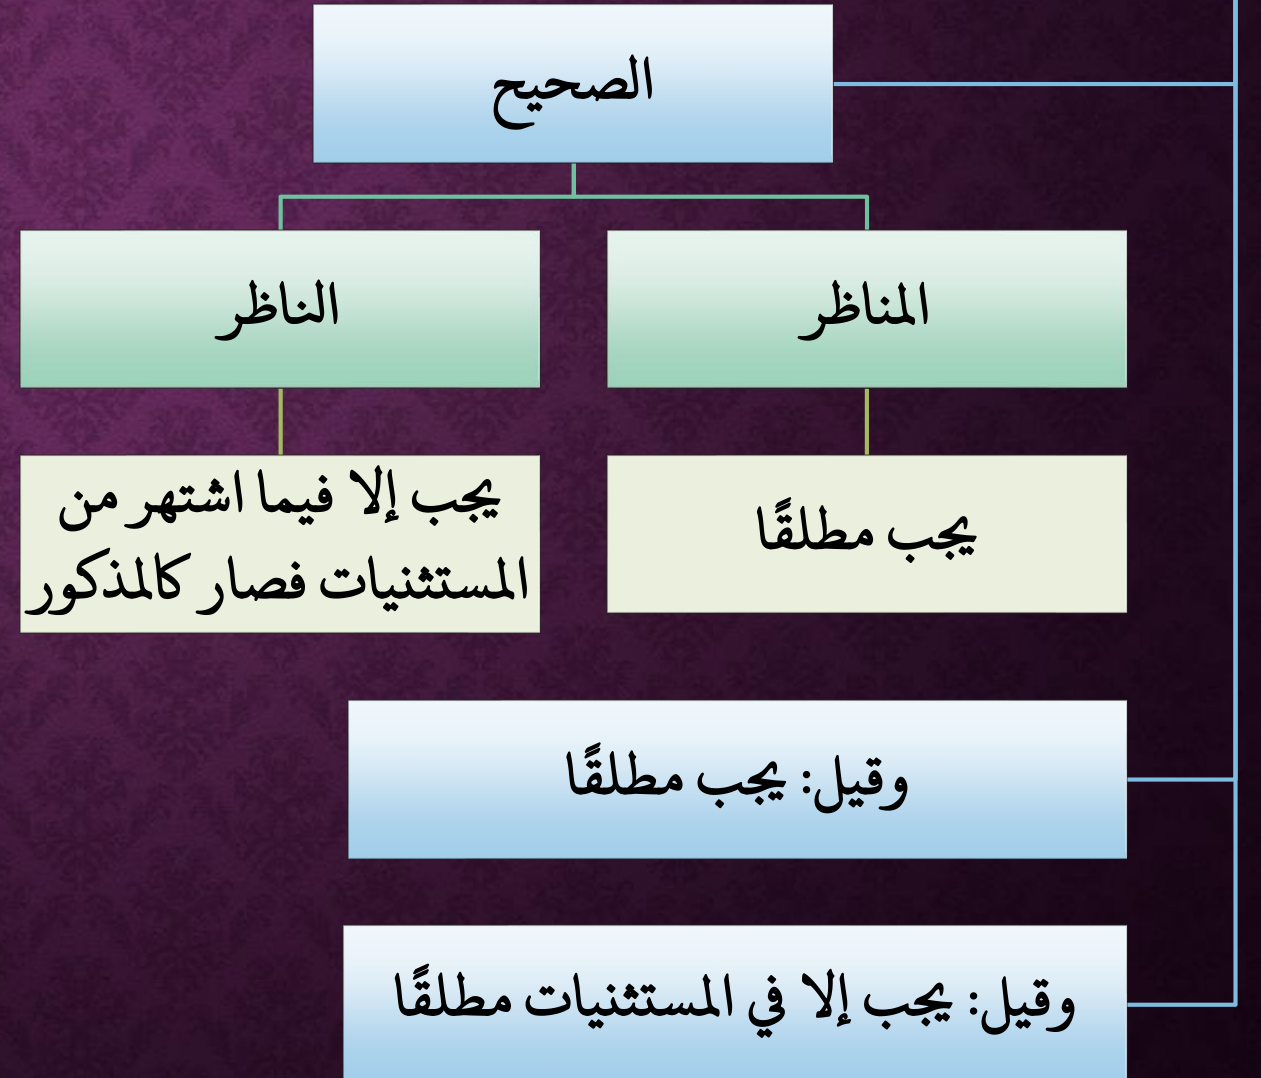 الصحيح
المناظر
الناظر
يجب مطلقًا
يجب إلا فيما اشتهر من
المستثنيات فصار كالمذكور
وقيل: يجب مطلقًا
وقيل: يجب إلا في المستثنيات مطلقًا